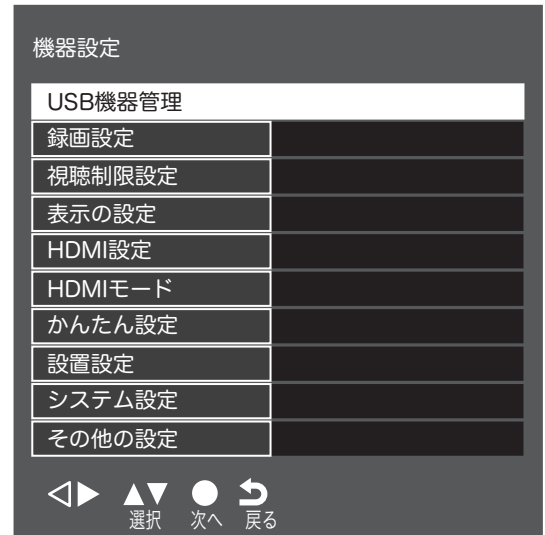 機器設定
USB機器管理
録画設定
視聴制限設定
表示の設定
HDMI設定
HDMIモード
かんたん設定
設置設定
システム設定
その他の設定
選択 次へ 戻る